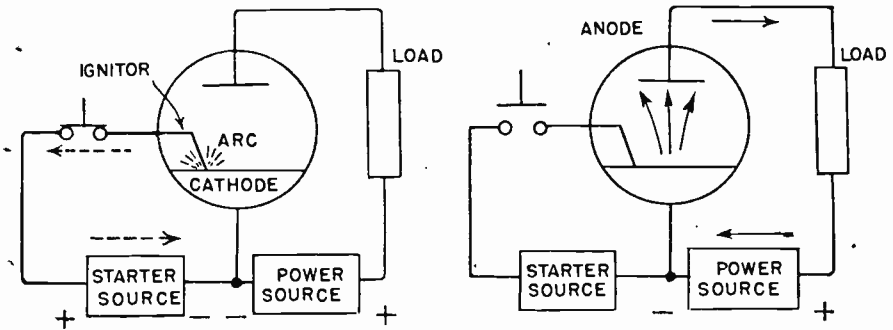 IGNITOR
LOAD
ARC
CATHODE
STARTER
SOURCE
POWER
SOURCE
+ - - +
ANODE
LOAD
STARTER
SOURCE
POWER
SOURCE
- +